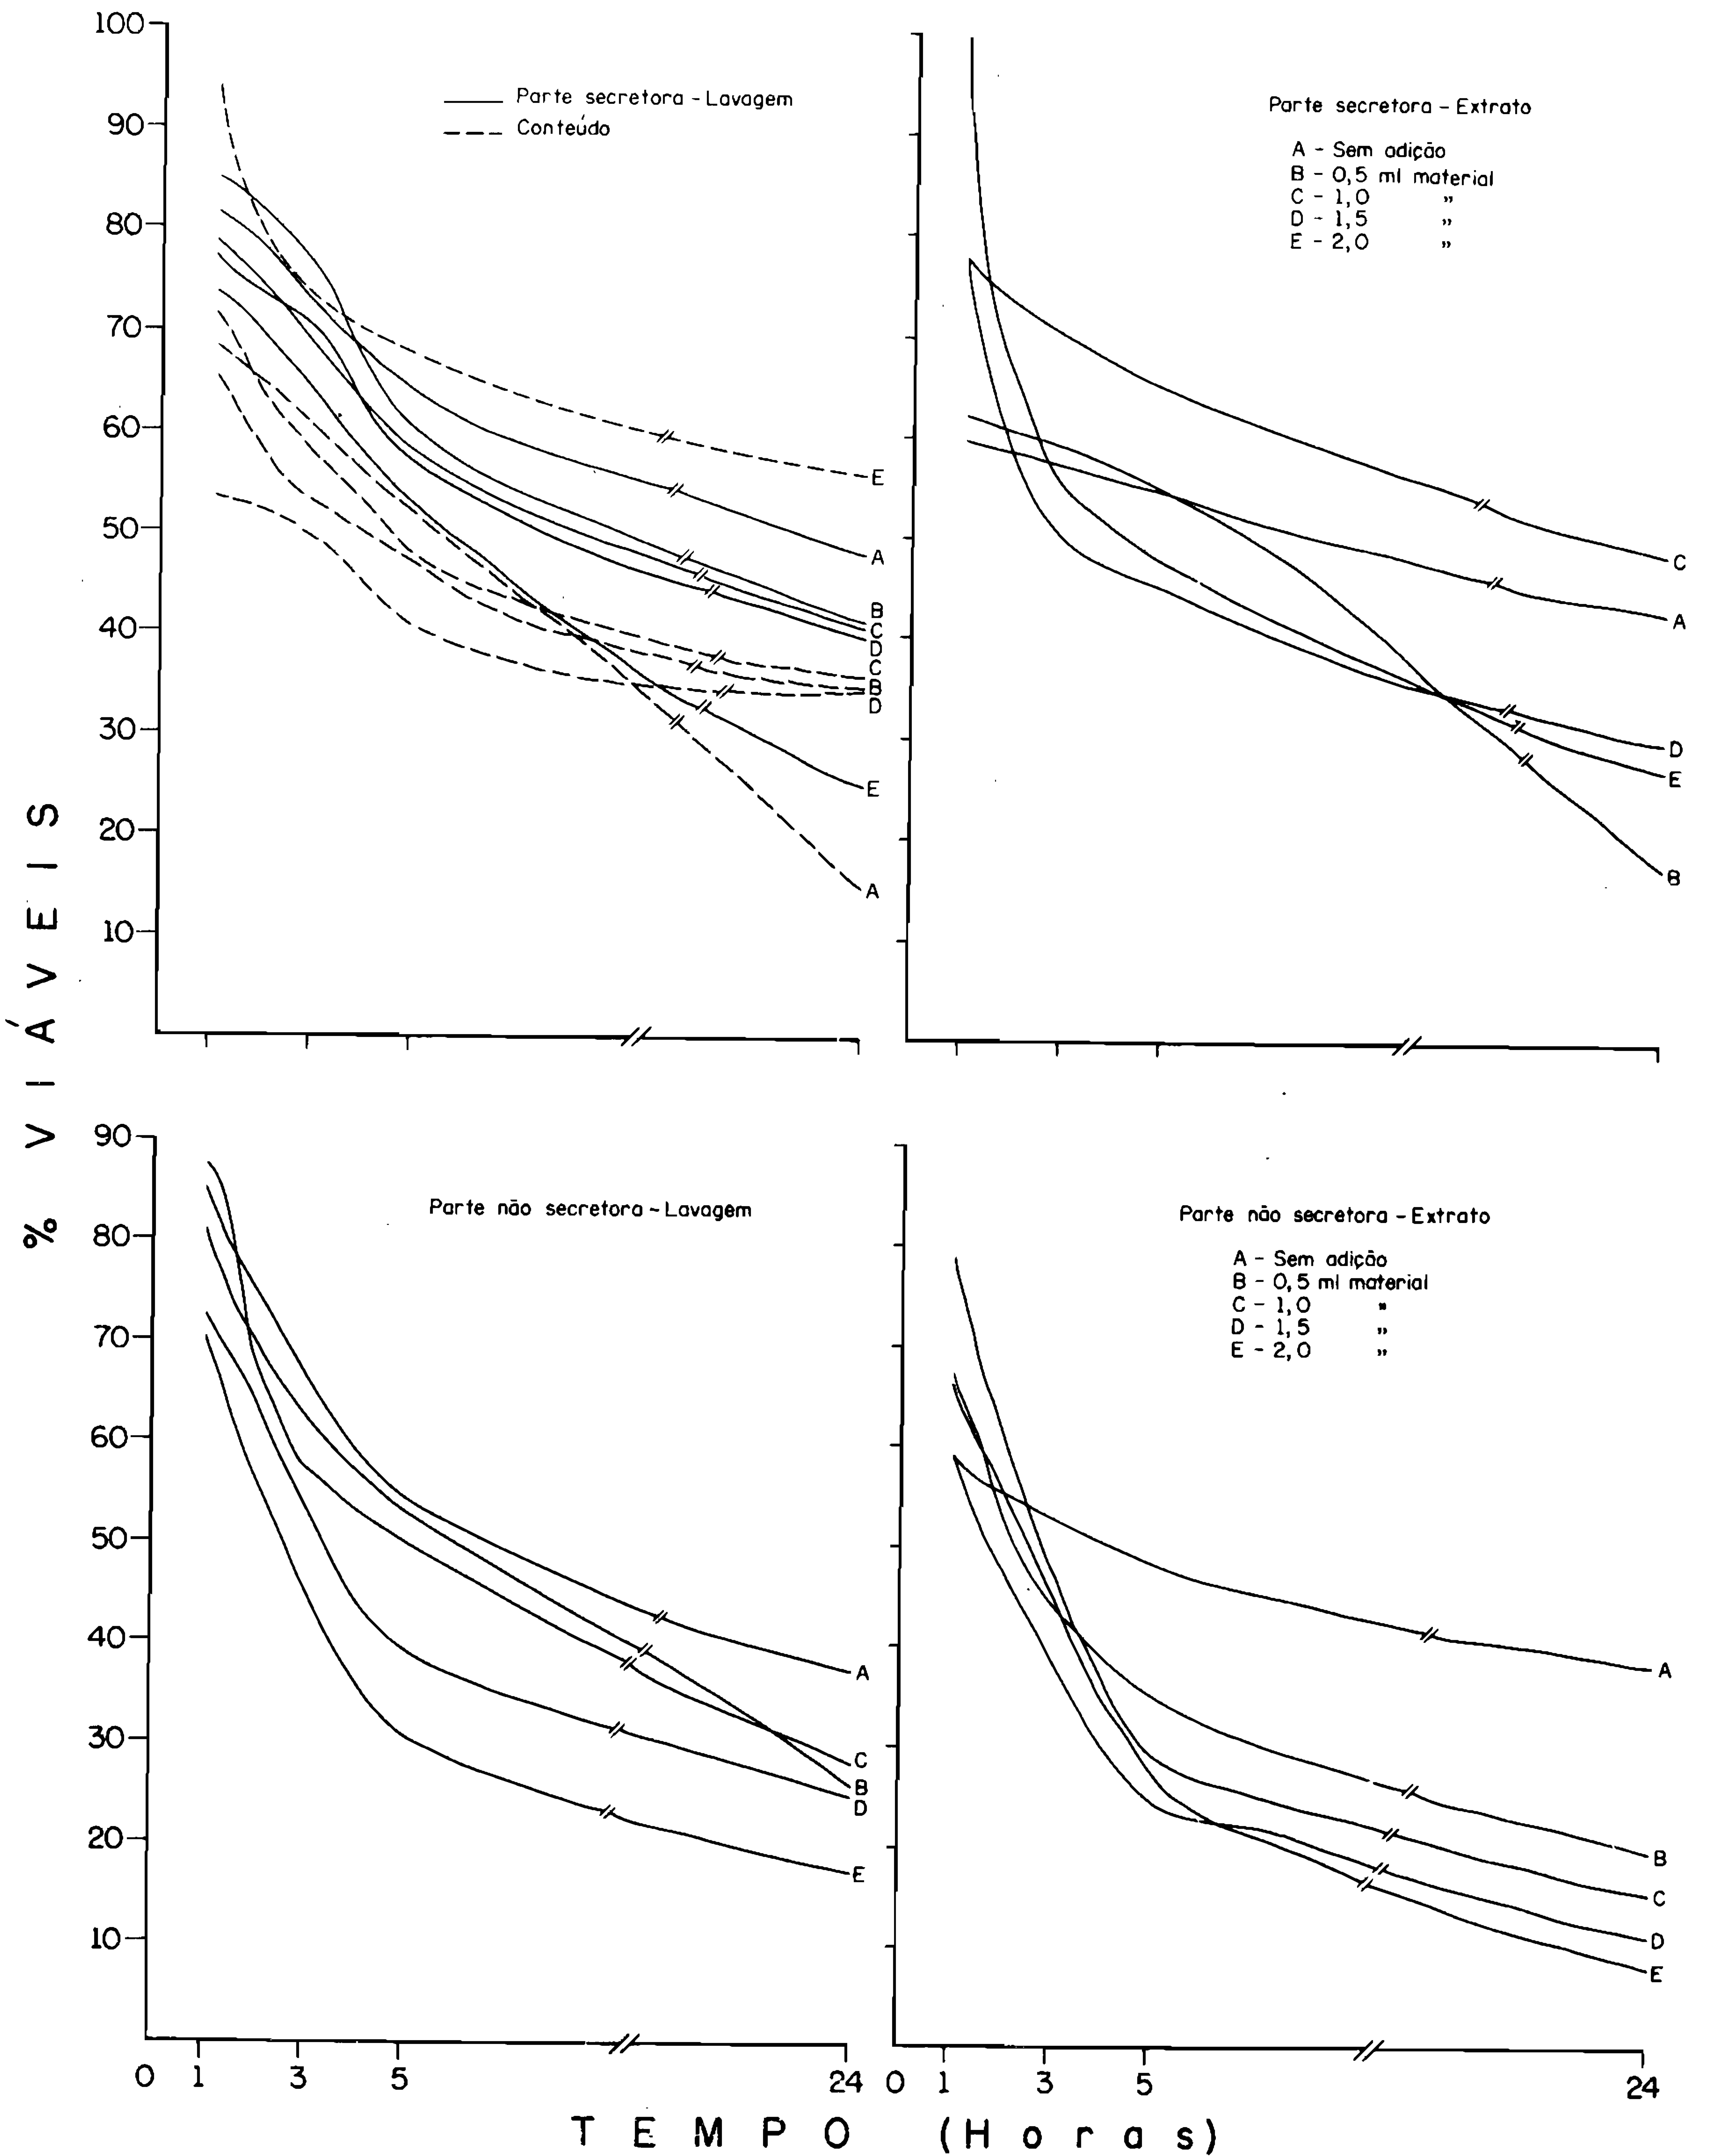 100
90
80
70
60
50
40
30
20
10
Parte secretora - Lavagem
Conteúdo
E
A
B
C
D
C
B
D
E
A
Parte secretora - Extrato
A - Sem adição
B - 0,5 ml material
C - 1,0 "
D - 1,5 "
E - 2,0 "
C
A
D
E
B
% VIÁVEIS
90
80
70
60
50
40
30
20
10
Parte não secretora - Lavagem
A
C
B
D
E
0 1 3 5 24
Parte não secretora - Extrato
A - Sem adição
B - 0,5 ml material
C - 1,0 "
D - 1,5 "
E - 2,0 "
A
B
C
D
E
0 1 3 5 24
TEMPO (Horas)